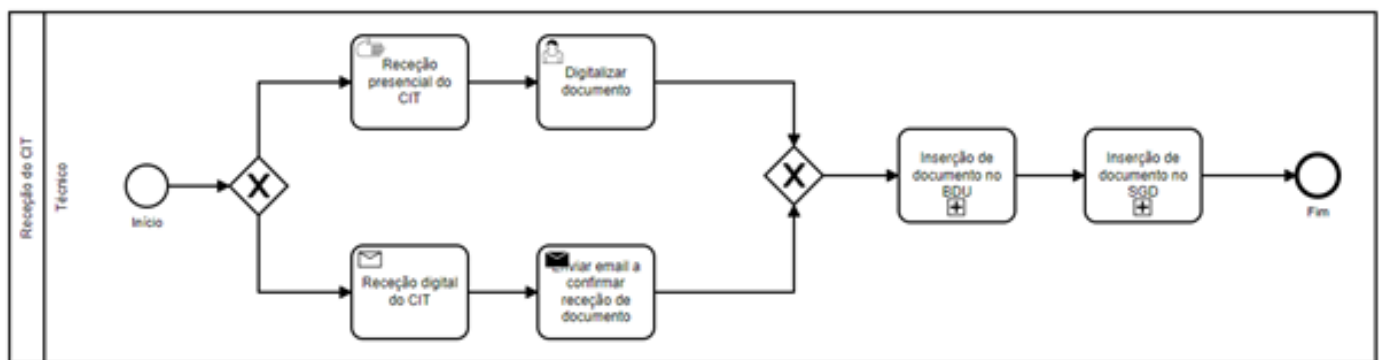 Receção do CIT
Técnico
Início
Receção
presencial do
CIT
Digitalizar
documento
Receção digital
do CIT
Enviar email a
confirmar
receção de
documento
Inserção de
documento no
BDU
Inserção de
documento no
SGD
Fim